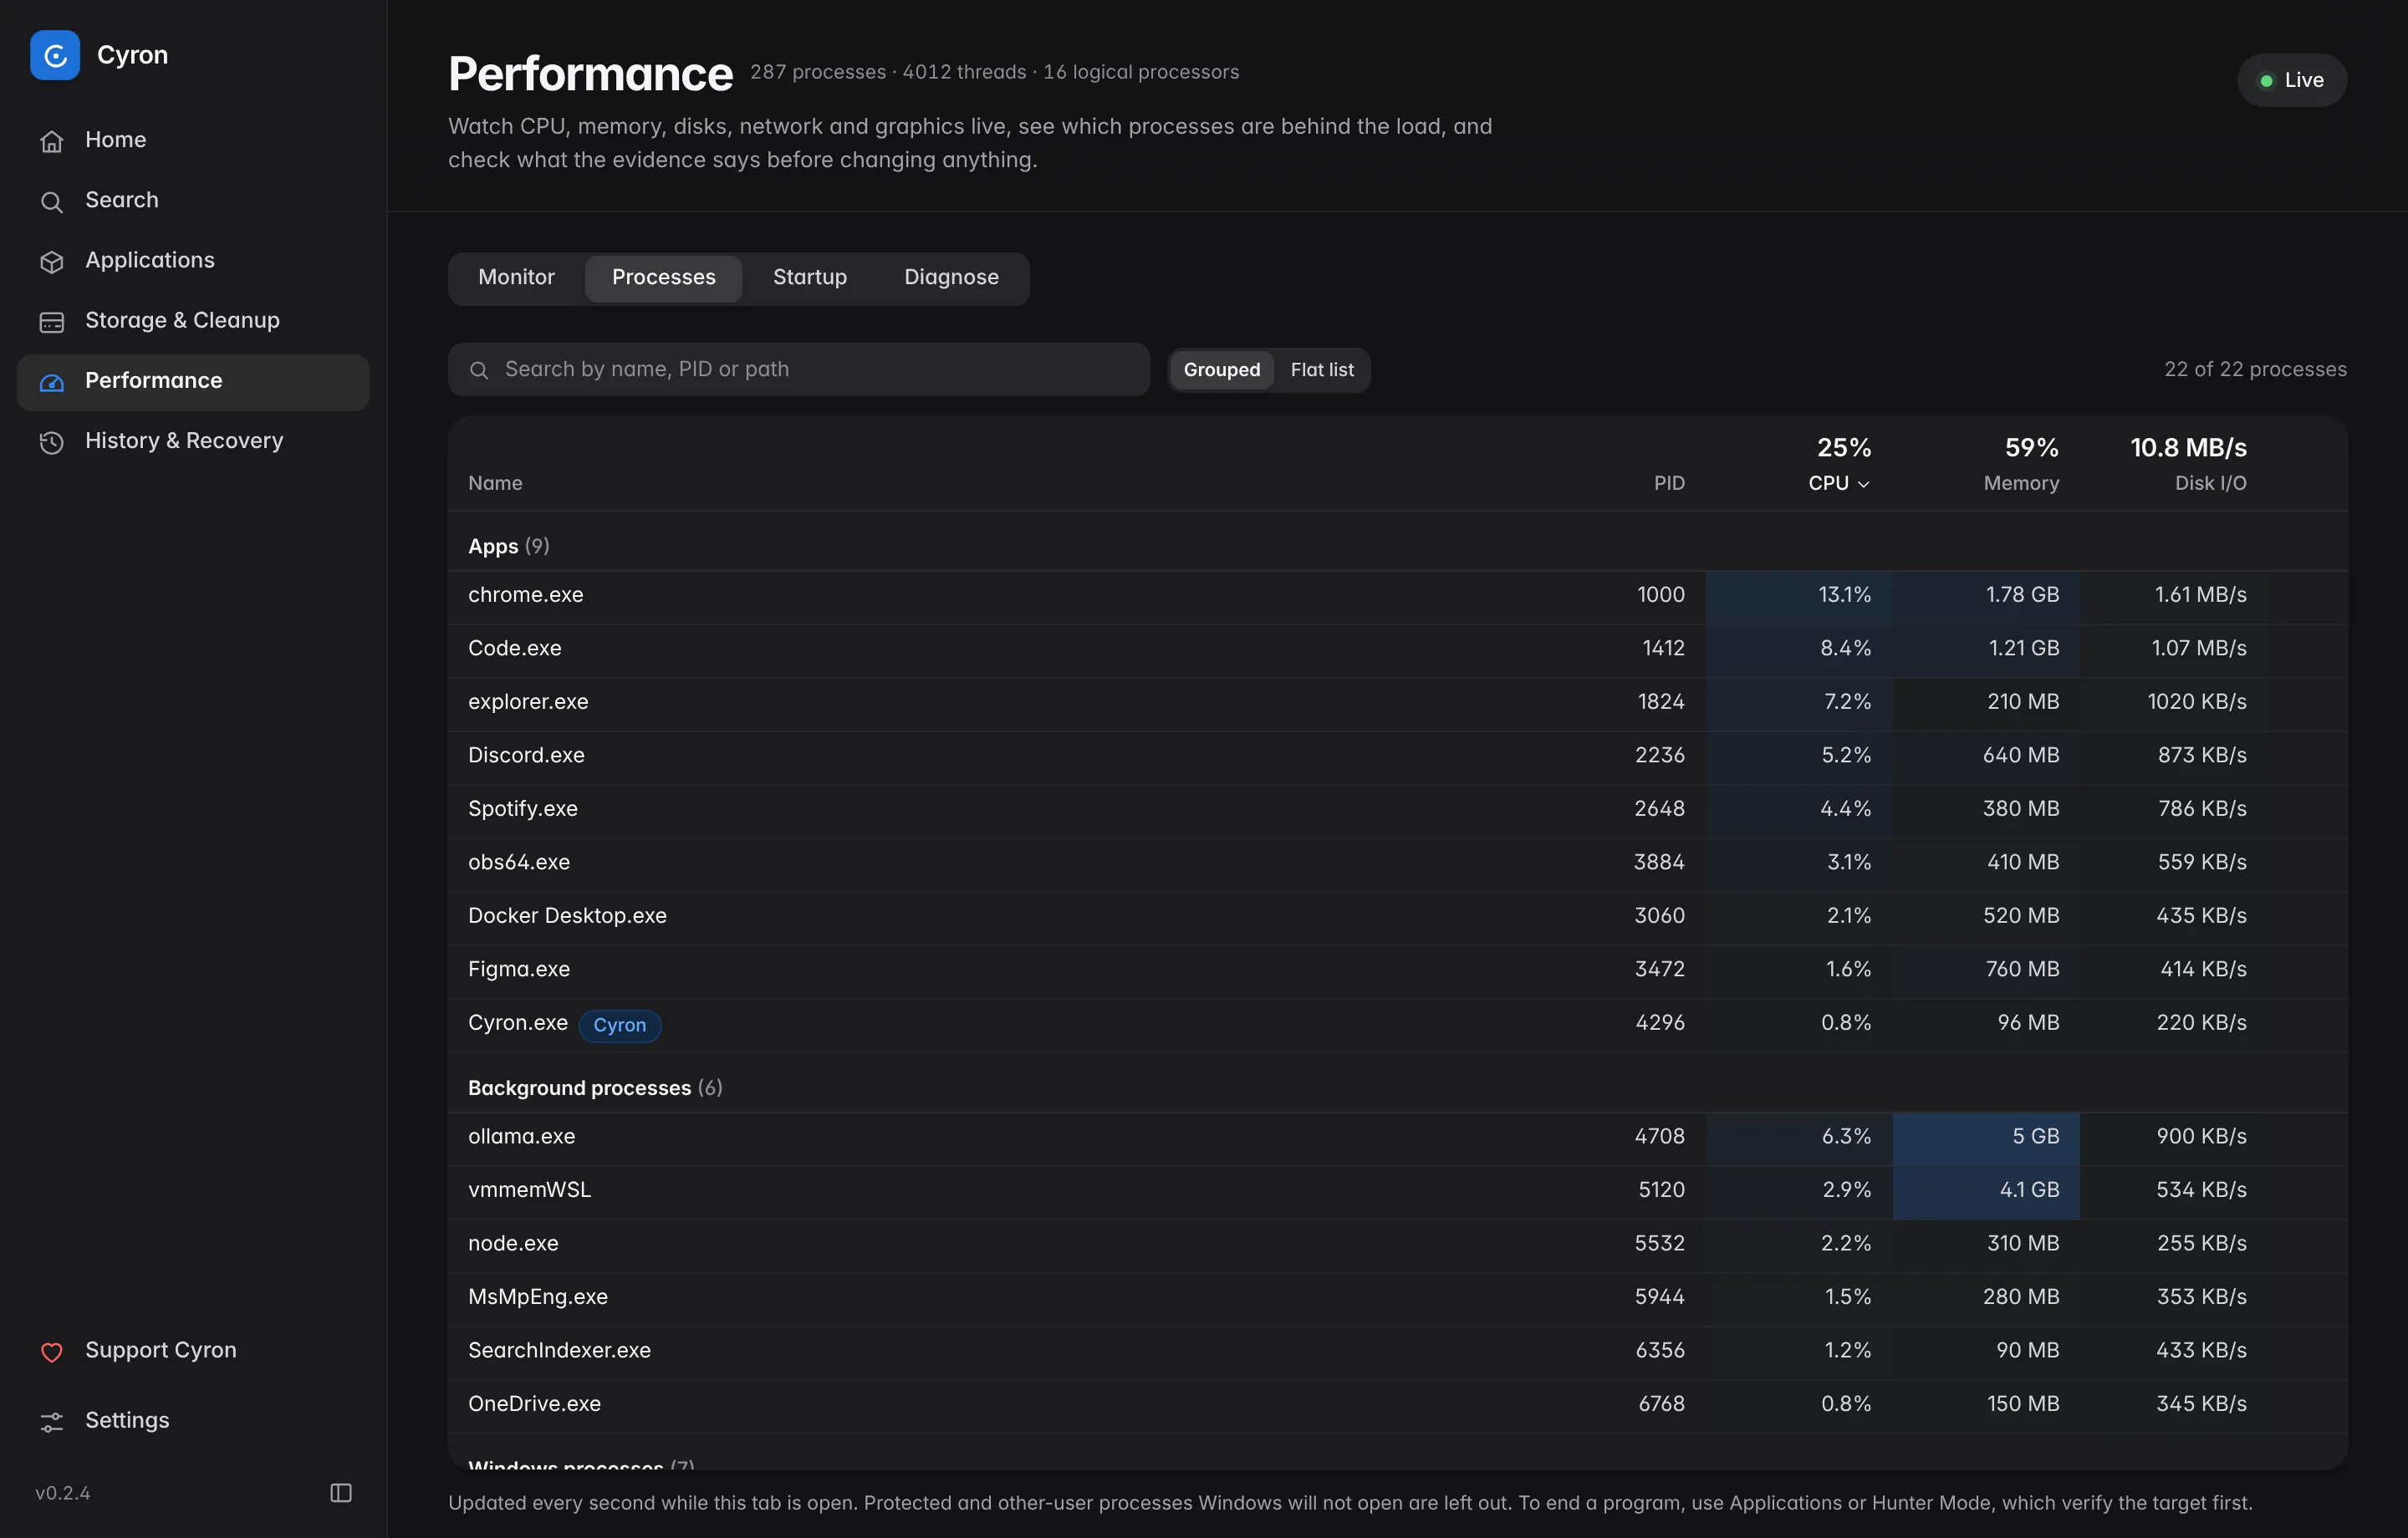 Cyron
Home
Search
Applications
Storage & Cleanup
Performance
History & Recovery
Support Cyron
Settings
v0.2.4
Performance 287 processes · 4012 threads · 16 logical processors
Watch CPU, memory, disks, network and graphics live, see which processes are behind the load, and
check what the evidence says before changing anything.
Live
Monitor Processes Startup Diagnose
Search by name, PID or path Grouped Flat list 22 of 22 processes
25% 59% 10.8 MB/s
Name PID CPU Memory Disk I/O
Apps (9)
chrome.exe 1000 13.1% 1.78 GB 1.61 MB/s
Code.exe 1412 8.4% 1.21 GB 1.07 MB/s
explorer.exe 1824 7.2% 210 MB 1020 KB/s
Discord.exe 2236 5.2% 640 MB 873 KB/s
Spotify.exe 2648 4.4% 380 MB 786 KB/s
obs64.exe 3884 3.1% 410 MB 559 KB/s
Docker Desktop.exe 3060 2.1% 520 MB 435 KB/s
Figma.exe 3472 1.6% 760 MB 414 KB/s
Cyron.exe Cyron 4296 0.8% 96 MB 220 KB/s
Background processes (6)
ollama.exe 4708 6.3% 5 GB 900 KB/s
vmmemWSL 5120 2.9% 4.1 GB 534 KB/s
node.exe 5532 2.2% 310 MB 255 KB/s
MsMpEng.exe 5944 1.5% 280 MB 353 KB/s
SearchIndexer.exe 6356 1.2% 90 MB 433 KB/s
OneDrive.exe 6768 0.8% 150 MB 345 KB/s
Windows processes (7)
Updated every second while this tab is open. Protected and other-user processes Windows will not open are left out. To end a program, use Applications or Hunter Mode, which verify the target first.